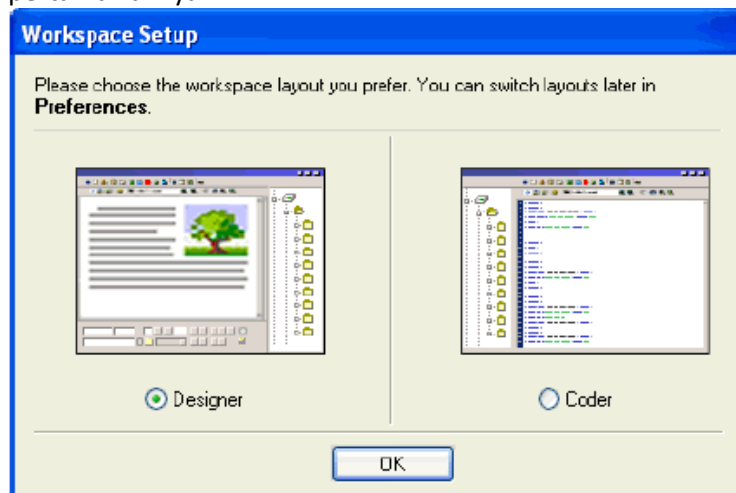 Workspace Setup
Please choose the workspace layout you prefer. You can switch layouts later in
Preferences.
Designer
Coder
OK